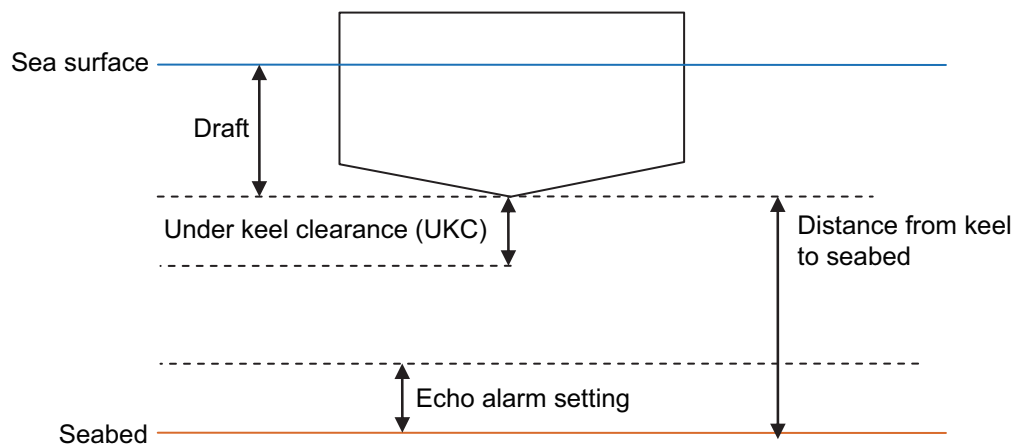 Sea surface
Draft
Under keel clearance (UKC)
Distance from keel
to seabed
Echo alarm setting
Seabed